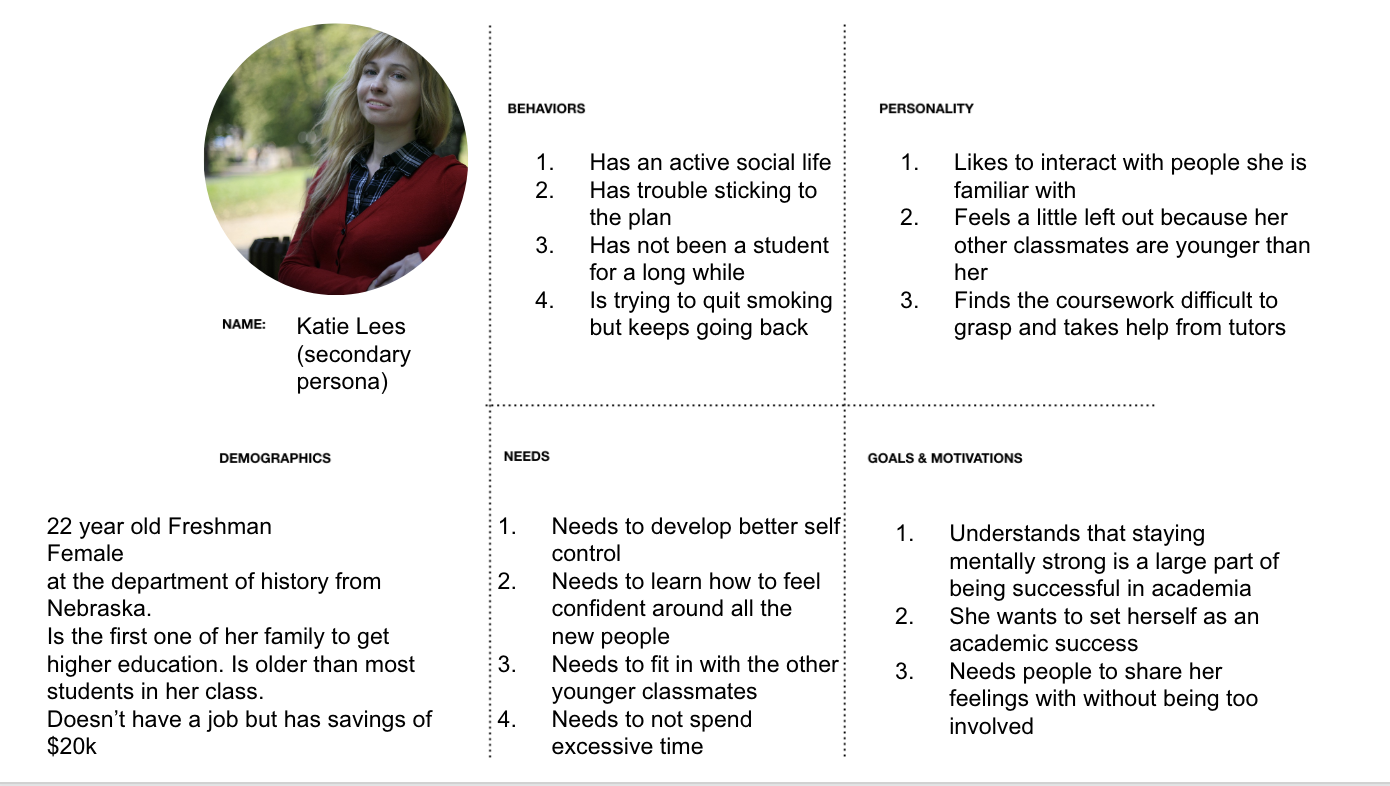 NAME:
Katie Lees
(secondary
persona)
BEHAVIORS
1. Has an active social life
2. Has trouble sticking to
the plan
3. Has not been a student
for a long while
4. Is trying to quit smoking
but keeps going back
PERSONALITY
1. Likes to interact with people she is
familiar with
2. Feels a little left out because her
other classmates are younger than
her
3. Finds the coursework difficult to
grasp and takes help from tutors
DEMOGRAPHICS
22 year old Freshman
Female
at the department of history from
Nebraska.
Is the first one of her family to get
higher education. Is older than most
students in her class.
Doesn’t have a job but has savings of
$20k
NEEDS
1. Needs to develop better self
control
2. Needs to learn how to feel
confident around all the
new people
3. Needs to fit in with the other
younger classmates
4. Needs to not spend
excessive time
GOALS & MOTIVATIONS
1. Understands that staying
mentally strong is a large part of
being successful in academia
2. She wants to set herself as an
academic success
3. Needs people to share her
feelings with without being too
involved